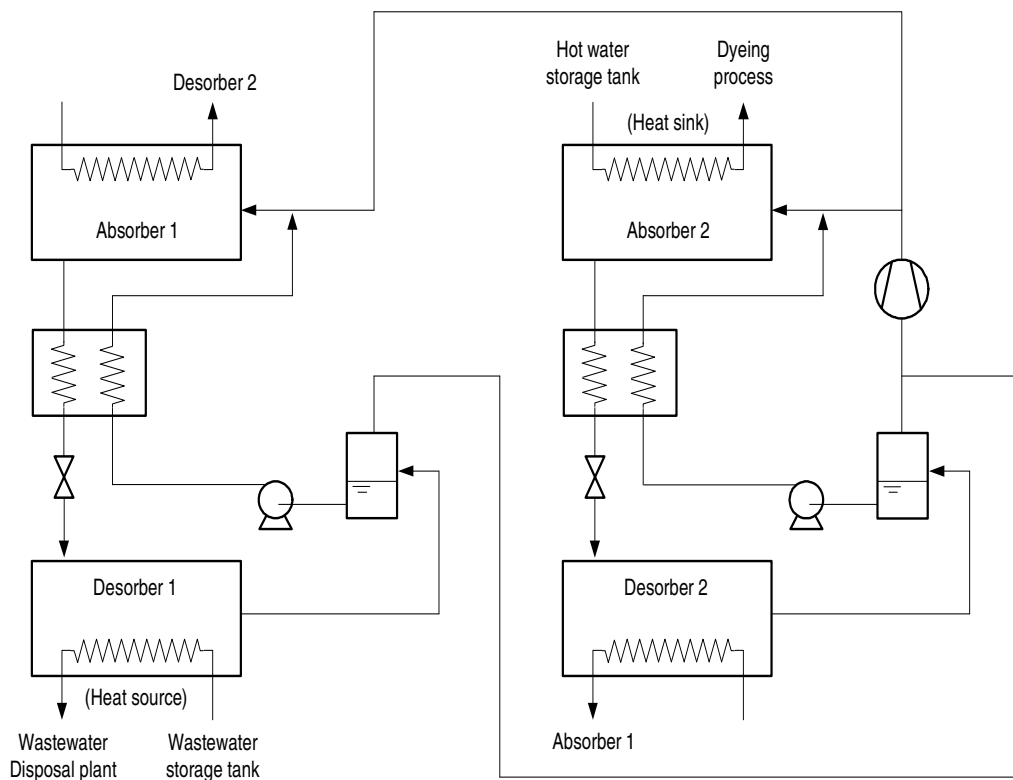 Hot water
storage tank
Dyeing
process
Desorber 2
(Heat sink)
Absorber 1
Absorber 2
Desorber 1
Desorber 2
(Heat source)
Wastewater
Disposal plant
Wastewater
storage tank
Absorber 1